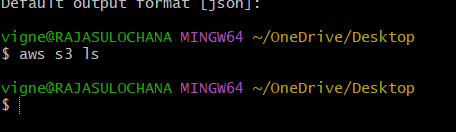 Default output format [json]:
vigne@RAJASULOCHANA MINGW64 ~/OneDrive/Desktop
$ aws s3 ls
vigne@RAJASULOCHANA MINGW64 ~/OneDrive/Desktop
$